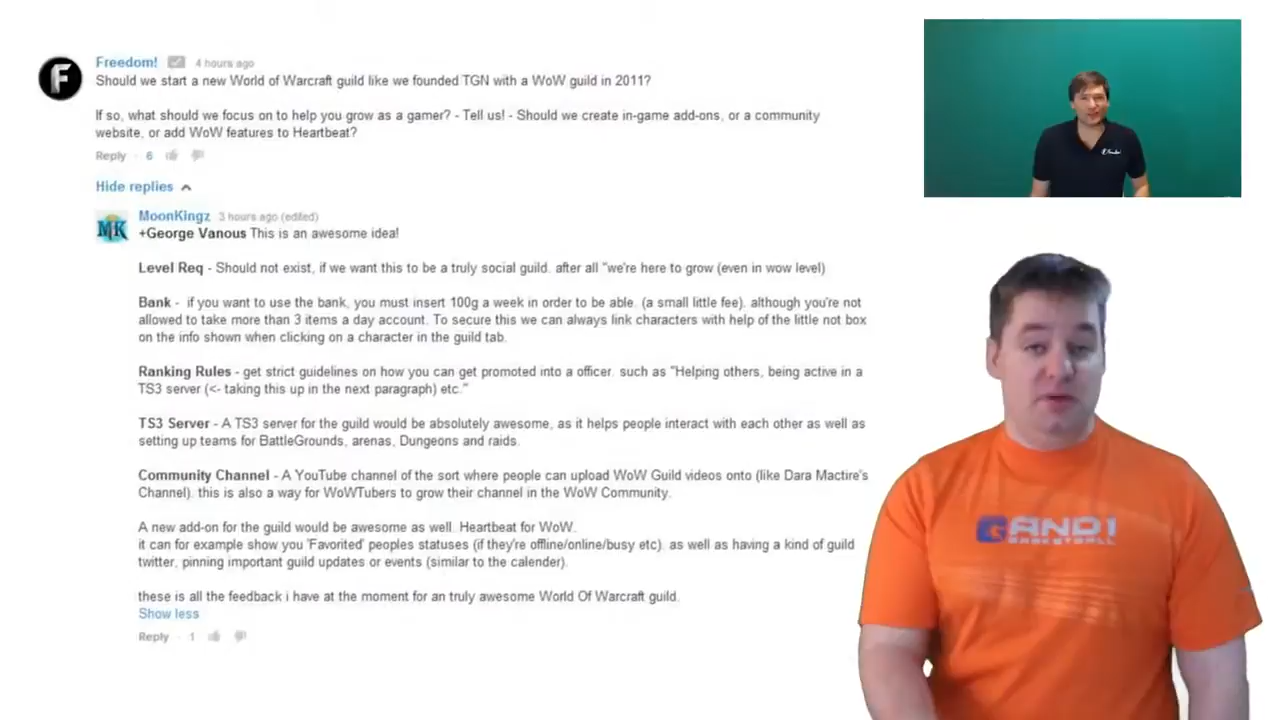 Freedom! 4 hours ago
Should we start a new World of Warcraft guild like we founded TGN with a WoW guild in 2011?
If so, what should we focus on to help you grow as a gamer? - Tell us! - Should we create in-game add-ons, or a community
website, or add WoW features to Heartbeat?
Reply · 6
Hide replies
MoonKingz 3 hours ago (edited)
+George Vanous This is an awesome idea!
Level Req - Should not exist, if we want this to be a truly social guild. after all "we're here to grow (even in wow level)
Bank - if you want to use the bank, you must insert 100g a week in order to be able. (a small little fee). although you're not
allowed to take more than 3 items a day account. To secure this we can always link characters with help of the little not box
on the info shown when clicking on a character in the guild tab.
Ranking Rules - get strict guidelines on how you can get promoted into a officer. such as "Helping others, being active in a
TS3 server (<- taking this up in the next paragraph) etc."
TS3 Server - A TS3 server for the guild would be absolutely awesome, as it helps people interact with each other as well as
setting up teams for BattleGrounds, arenas, Dungeons and raids.
Community Channel - A YouTube channel of the sort where people can upload WoW Guild videos onto (like Dara Mactire's
Channel). this is also a way for WoWTubers to grow their channel in the WoW Community.
A new add-on for the guild would be awesome as well. Heartbeat for WoW.
it can for example show you 'Favorited' peoples statuses (if they're offline/online/busy etc). as well as having a kind of guild
twitter, pinning important guild updates or events (similar to the calender).
these is all the feedback i have at the moment for an truly awesome World Of Warcraft guild.
Show less
Reply · 1
F
MK
AND1
BASKETBALL